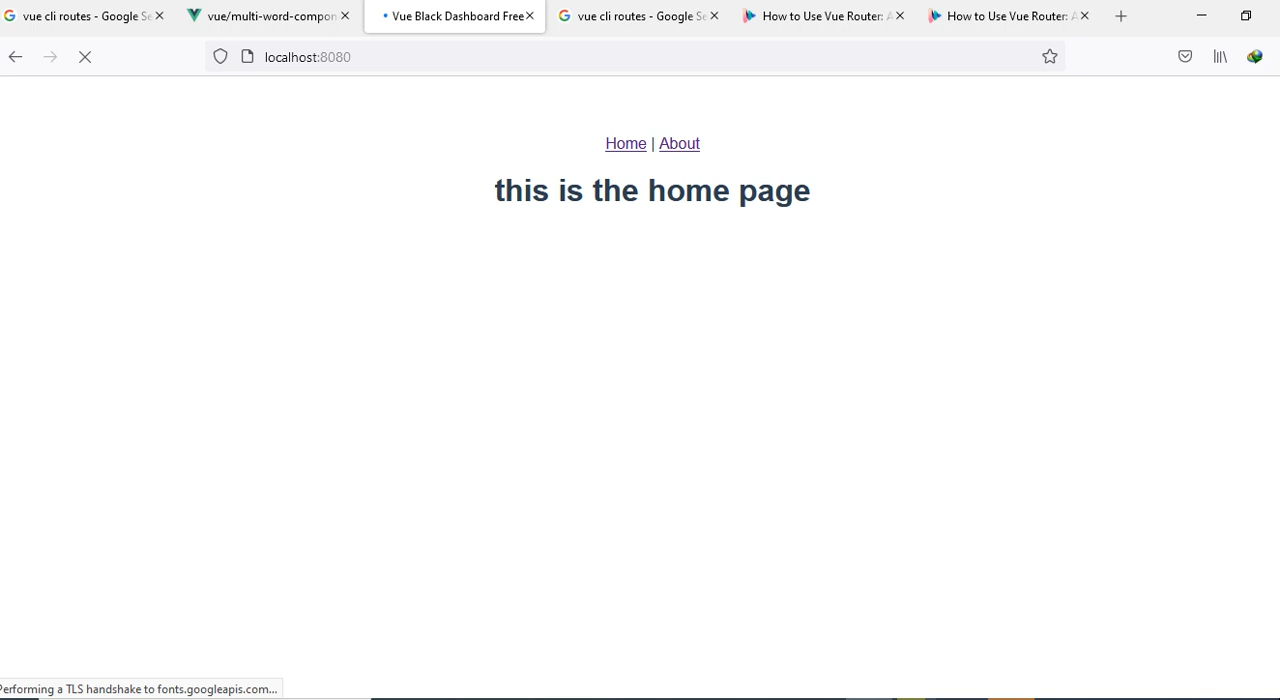 vue cli routes - Google Se
vue/multi-word-compon
Vue Black Dashboard Free
vue cli routes - Google Se
How to Use Vue Router: A
How to Use Vue Router: A
localhost:8080
Home | About
this is the home page
Performing a TLS handshake to fonts.googleapis.com...